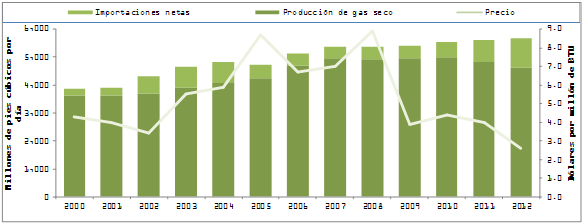 Importaciones netas Producción de gas seco Precio
Millones de pies cúbicos por día
6,000 9.0
5,000 8.0
7.0
4,000 6.0
5.0
3,000 4.0
2,000 3.0
2.0
1,000 1.0
0 0.0
Dólares por millón de BTU
2000 2001 2002 2003 2004 2005 2006 2007 2008 2009 2010 2011 2012